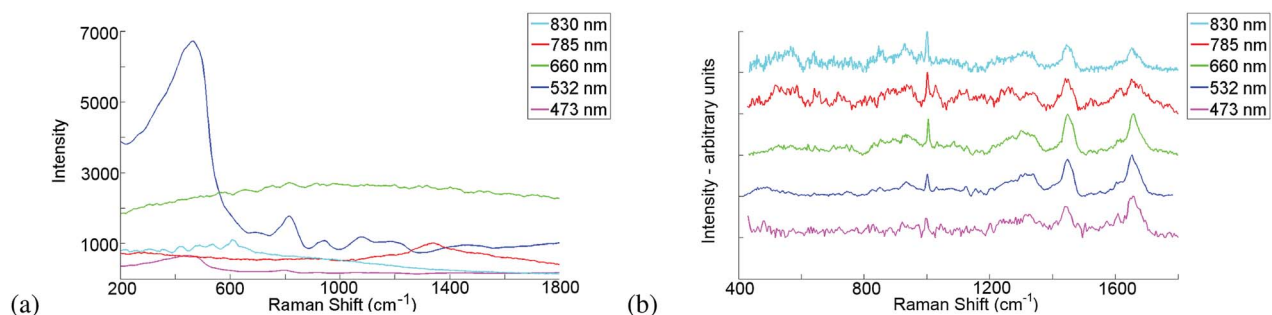 7000
5000
3000
1000
Intensity
200
600
1000
1400
1800
Raman Shift (cm-1)
830 nm
785 nm
660 nm
532 nm
473 nm
(a)
Intensity - arbitrary units
400
800
1200
1600
Raman Shift (cm-1)
830 nm
785 nm
660 nm
532 nm
473 nm
(b)